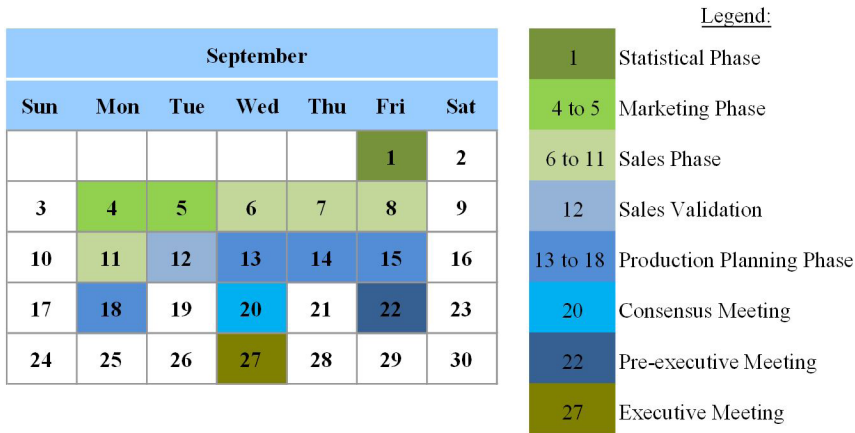 September
Sun Mon Tue Wed Thu Fri Sat
1 2
3 4 5 6 7 8 9
10 11 12 13 14 15 16
17 18 19 20 21 22 23
24 25 26 27 28 29 30
Legend:
1 Statistical Phase
4 to 5 Marketing Phase
6 to 11 Sales Phase
12 Sales Validation
13 to 18 Production Planning Phase
20 Consensus Meeting
22 Pre-executive Meeting
27 Executive Meeting